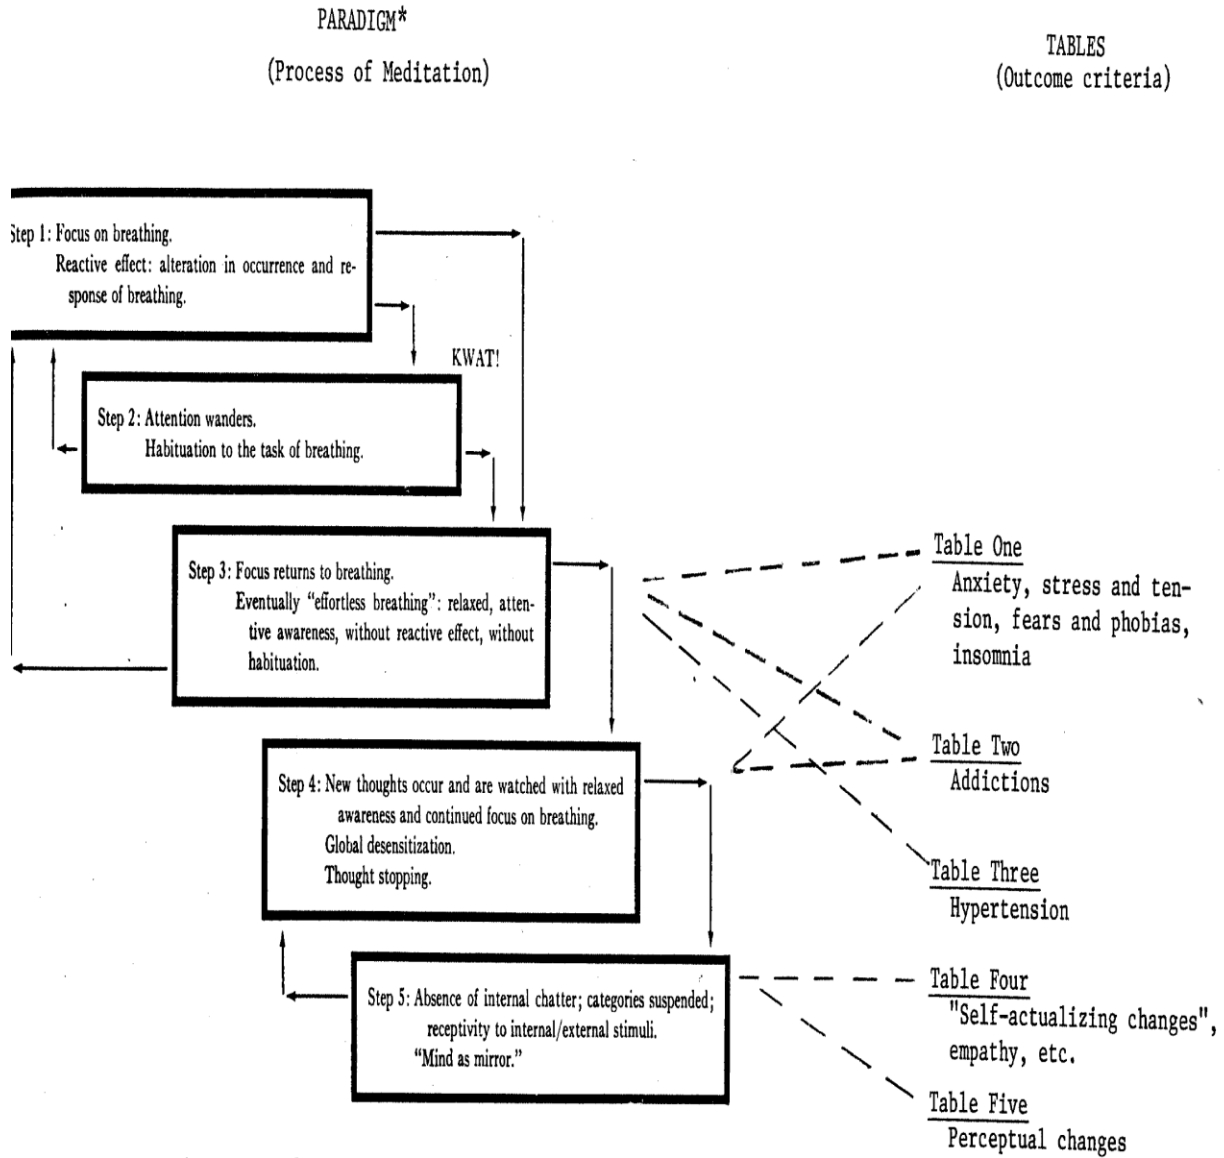 PARADIGM*
(Process of Meditation)
TABLES
(Outcome criteria)
Step 1: Focus on breathing.
Reactive effect: alteration in occurrence and re-
sponse of breathing.
KWAT!
Step 2: Attention wanders.
Habituation to the task of breathing.
Step 3: Focus returns to breathing.
Eventually “effortless breathing”: relaxed, atten-
tive awareness, without reactive effect, without
habituation.
Step 4: New thoughts occur and are watched with relaxed
awareness and continued focus on breathing.
Global desensitization.
Thought stopping.
Step 5: Absence of internal chatter; categories suspended;
receptivity to internal/external stimuli.
“Mind as mirror.”
Table One
Anxiety, stress and ten-
sion, fears and phobias,
insomnia
Table Two
Addictions
Table Three
Hypertension
Table Four
"Self-actualizing changes",
empathy, etc.
Table Five
Perceptual changes